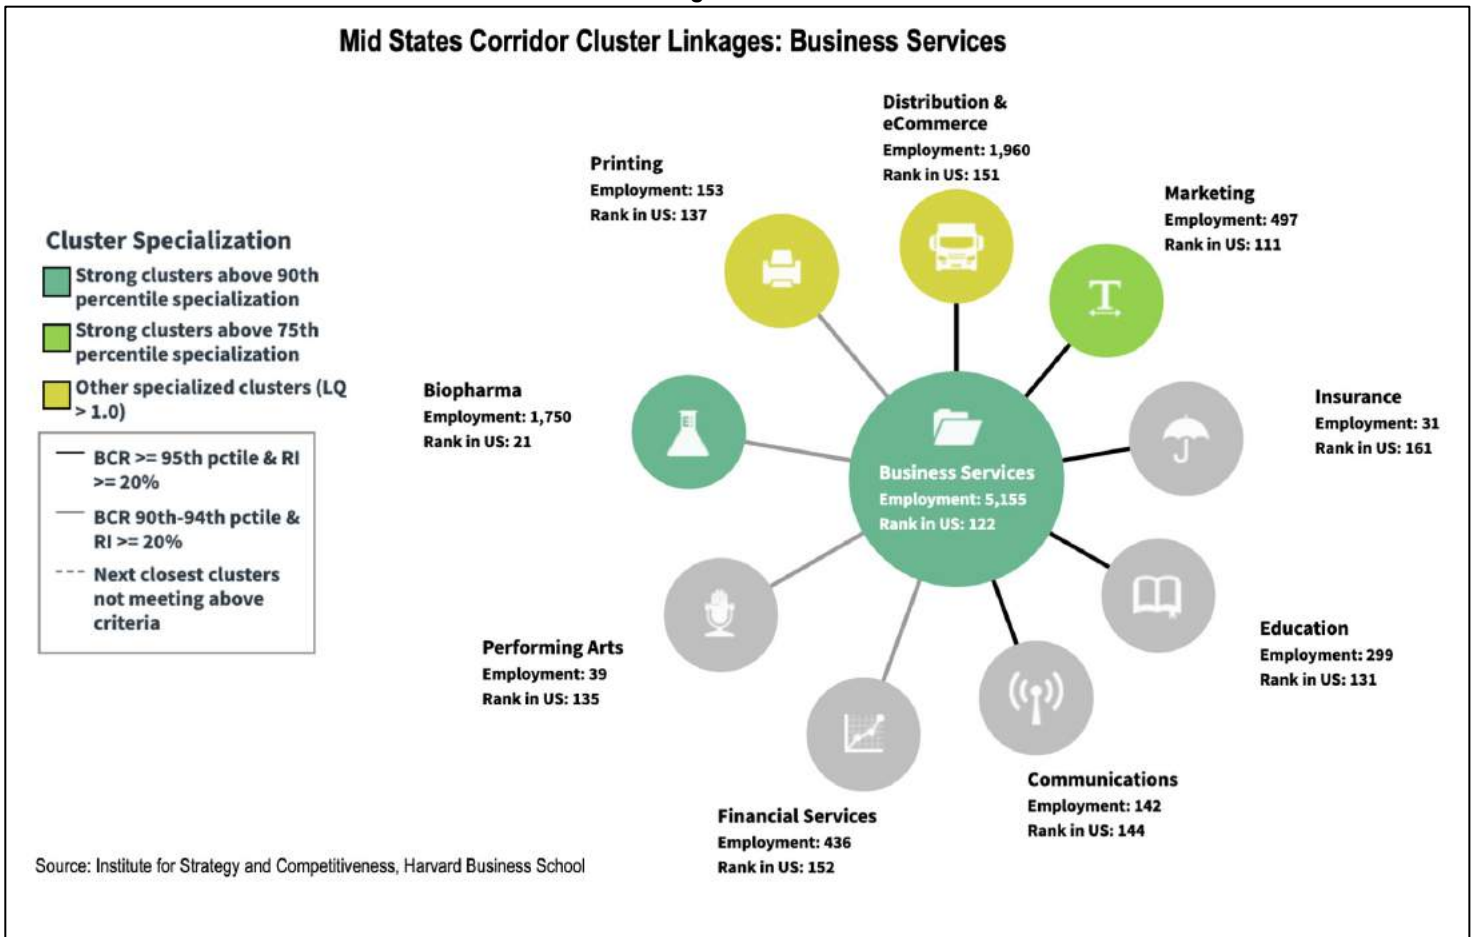 Mid States Corridor Cluster Linkages: Business Services
Distribution &
eCommerce
Employment: 1,960
Rank in US: 151
Printing
Employment: 153
Rank in US: 137
Marketing
Employment: 497
Rank in US: 111
Cluster Specialization
Strong clusters above 90th
percentile specialization
Strong clusters above 75th
percentile specialization
Other specialized clusters (LQ
> 1.0)
BCR >= 95th pctile & RI
>= 20%
BCR 90th-94th pctile &
RI >= 20%
Next closest clusters
not meeting above
criteria
Biopharma
Employment: 1,750
Rank in US: 21
Insurance
Employment: 31
Rank in US: 161
Business Services
Employment: 5,155
Rank in US: 122
Performing Arts
Employment: 39
Rank in US: 135
Education
Employment: 299
Rank in US: 131
Communications
Employment: 142
Rank in US: 144
Financial Services
Employment: 436
Rank in US: 152
Source: Institute for Strategy and Competitiveness, Harvard Business School